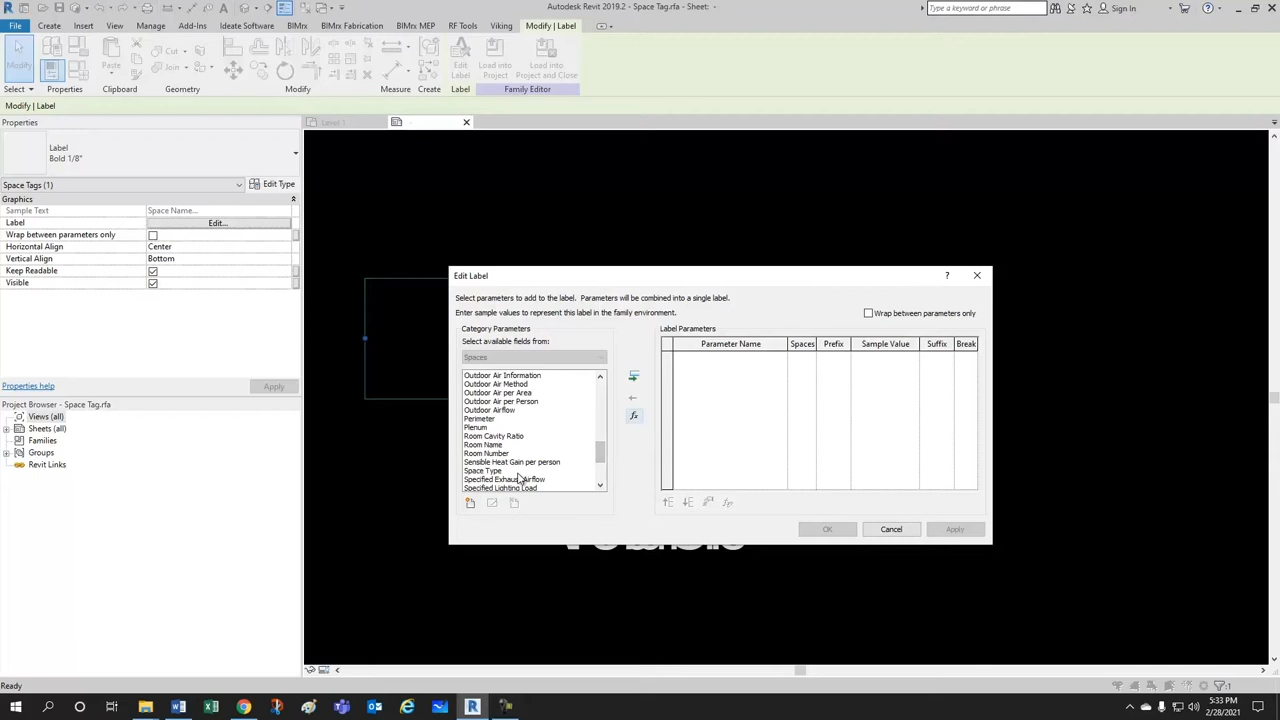 Autodesk Revit 2019.2 - Space Tag.rfa - Sheet:
Type a keyword or phrase
Sign In
File Create Insert View Manage Add-Ins Ideate Software BIMrx BIMrx Fabrication BIMrx MEP RF Tools Viking Modify | Label
Modify
Paste
Cut
Join
Edit Label
Load into Project
Load into Project and Close
Select Properties Clipboard Geometry Modify Measure Create Label Family Editor
Modify | Label
Properties
Level 1
Label
Bold 1/8"
Space Tags (1)
Edit Type
Graphics
Sample Text Space Name...
Label Edit...
Wrap between parameters only
Horizontal Align Center
Vertical Align Bottom
Keep Readable
Visible
Properties help
Apply
Project Browser - Space Tag.rfa
Views (all)
Sheets (all)
Families
Groups
Revit Links
Edit Label
Select parameters to add to the label. Parameters will be combined into a single label.
Enter sample values to represent this label in the family environment.
Wrap between parameters only
Category Parameters
Select available fields from:
Spaces
Outdoor Air Information
Outdoor Air Method
Outdoor Air per Area
Outdoor Air per Person
Outdoor Airflow
Perimeter
Plenum
Room Cavity Ratio
Room Name
Room Number
Sensible Heat Gain per person
Space Type
Specified Exhaust Airflow
Specified Lighting Load
Label Parameters
Parameter Name Spaces Prefix Sample Value Suffix Break
fx
OK
Cancel
Apply
Ready
:1
5:33 PM
2/28/2021